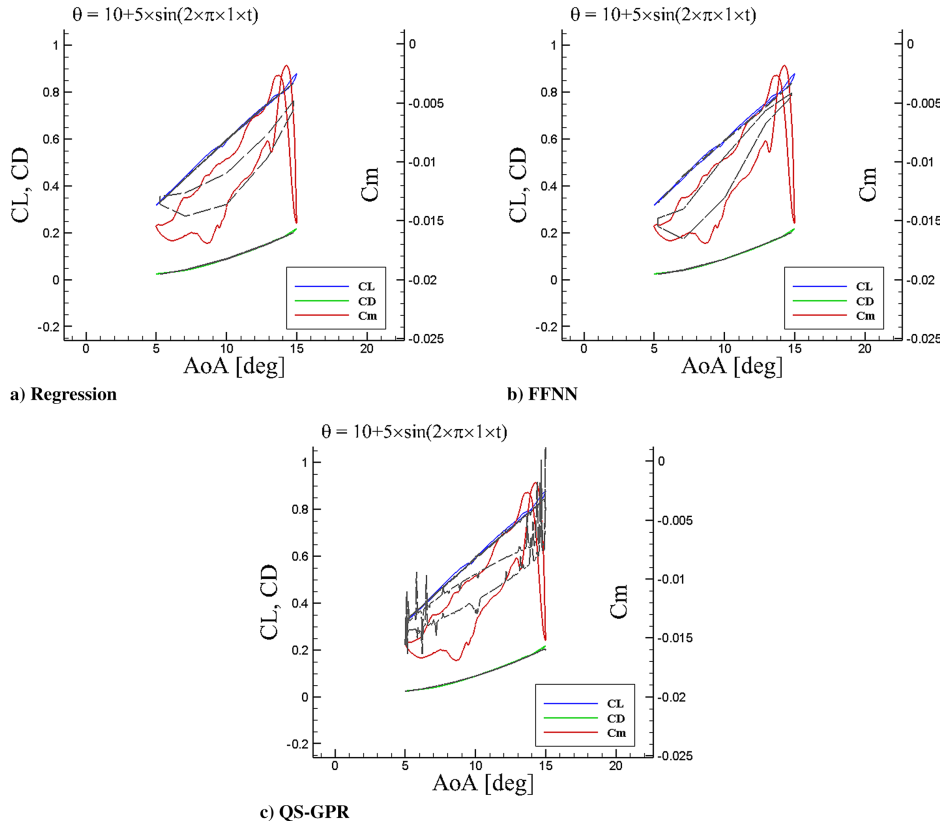 θ = 10+5×sin(2×π×1×t)
1
0.8
0.6
0.4
0.2
0
-0.2
CL, CD
0
-0.005
-0.01
-0.015
-0.02
-0.025
Cm
CL
CD
Cm
0 5 10 15 20
AoA [deg]
a) Regression
θ = 10+5×sin(2×π×1×t)
1
0.8
0.6
0.4
0.2
0
-0.2
CL, CD
0
-0.005
-0.01
-0.015
-0.02
-0.025
Cm
CL
CD
Cm
0 5 10 15 20
AoA [deg]
b) FFNN
θ = 10+5×sin(2×π×1×t)
1
0.8
0.6
0.4
0.2
0
-0.2
CL, CD
0
-0.005
-0.01
-0.015
-0.02
-0.025
Cm
CL
CD
Cm
0 5 10 15 20
AoA [deg]
c) QS-GPR